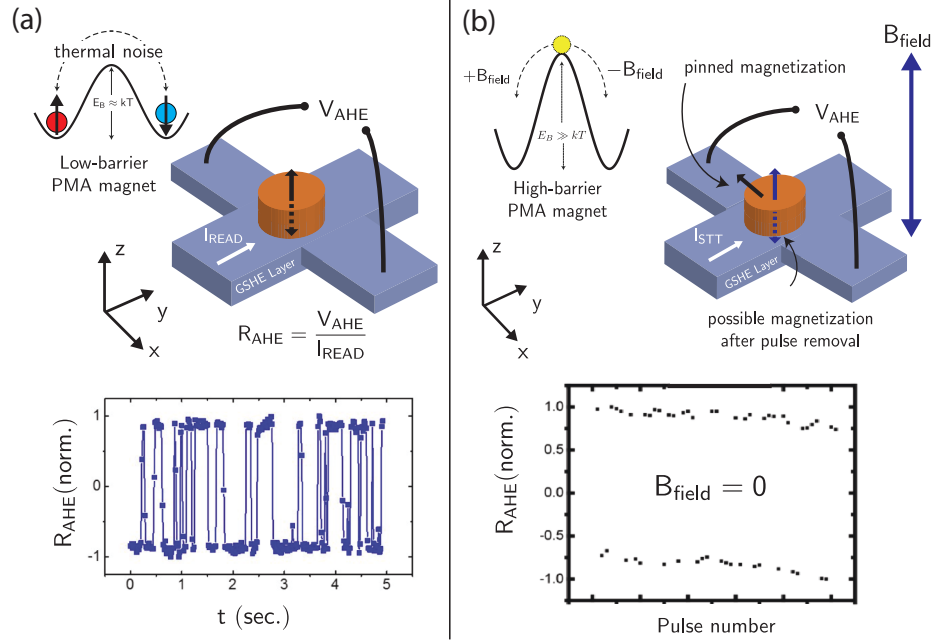 (a)
thermal noise
E_B ≈ kT
Low-barrier
PMA magnet
V_AHE
I_READ
GSHE Layer
z
y
x
R_AHE = V_AHE / I_READ
R_AHE (norm.)
1
0
-1
0 1 2 3 4 5
t (sec.)
(b)
B_field
pinned magnetization
+B_field
−B_field
V_AHE
E_B ≫ kT
High-barrier
PMA magnet
I_STT
GSHE Layer
z
y
x
possible magnetization
after pulse removal
R_AHE (norm.)
1.0
0.5
0.0
-0.5
-1.0
B_field = 0
Pulse number